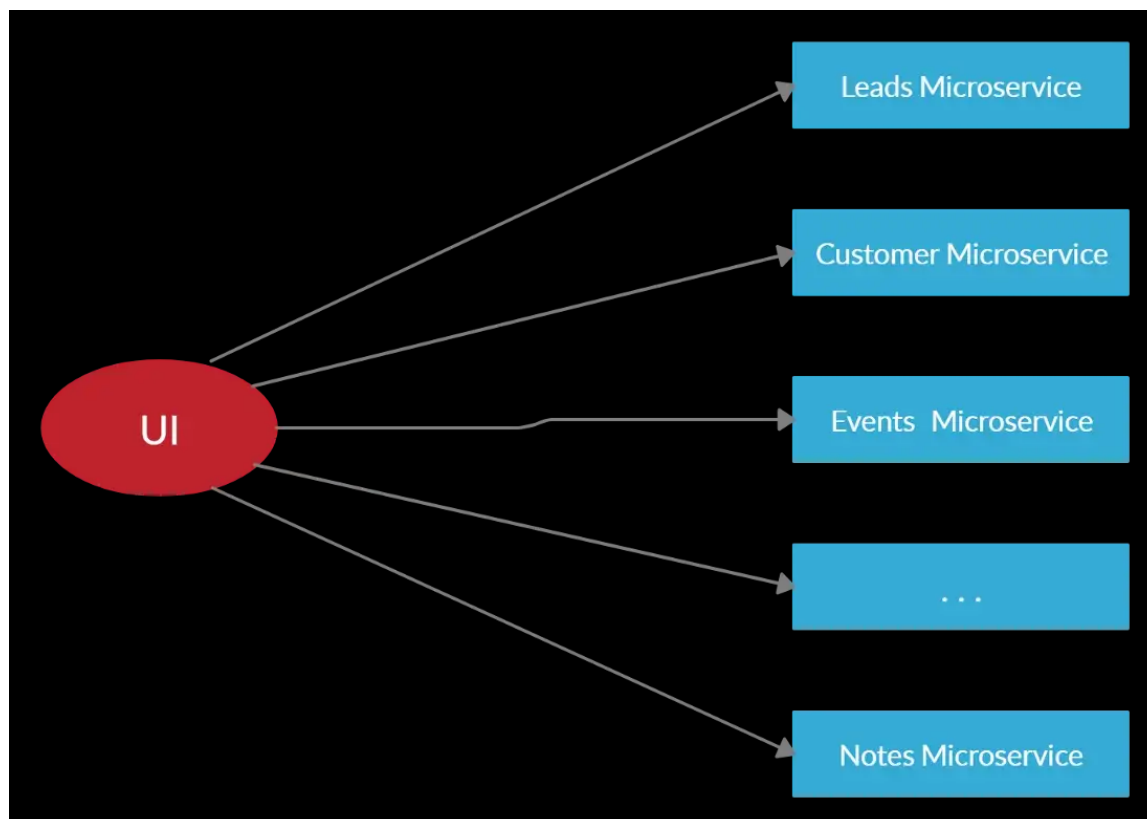 Leads Microservice
Customer Microservice
UI
Events  Microservice
. . .
Notes Microservice